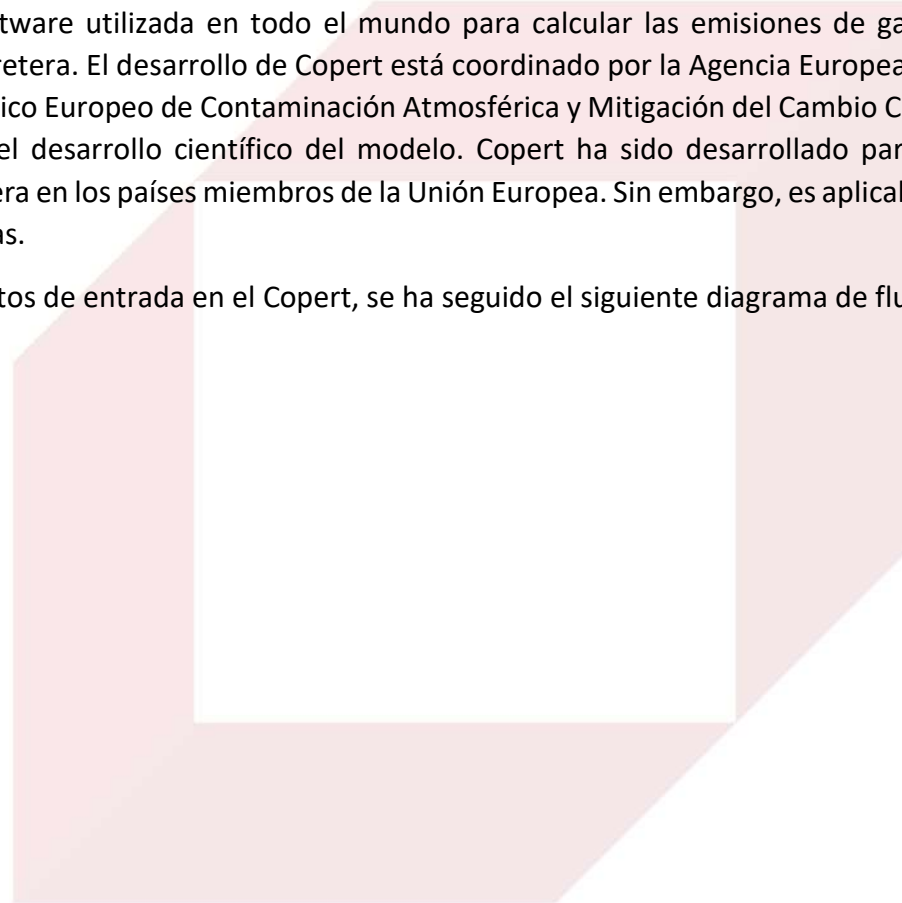 tware utilizada en todo el mundo para calcular las emisiones de ga
retera. El desarrollo de Copert está coordinado por la Agencia Europea
ico Europeo de Contaminación Atmosférica y Mitigación del Cambio C
el desarrollo científico del modelo. Copert ha sido desarrollado par
era en los países miembros de la Unión Europea. Sin embargo, es aplical
as.
tos de entrada en el Copert, se ha seguido el siguiente diagrama de flu